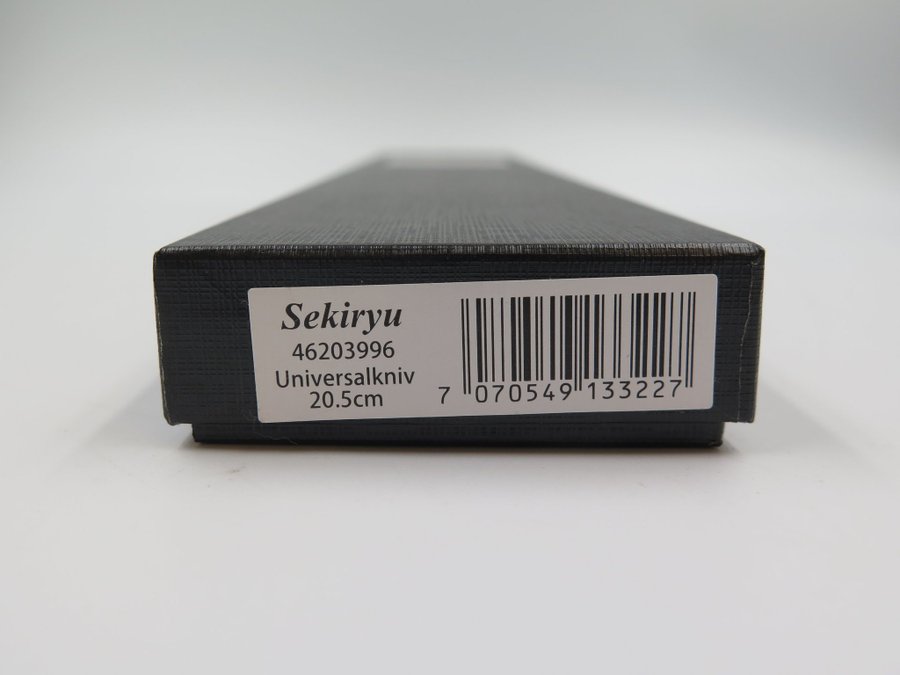 Sekiryu
46203996
Universalkniv
20.5cm
7 070549 133227